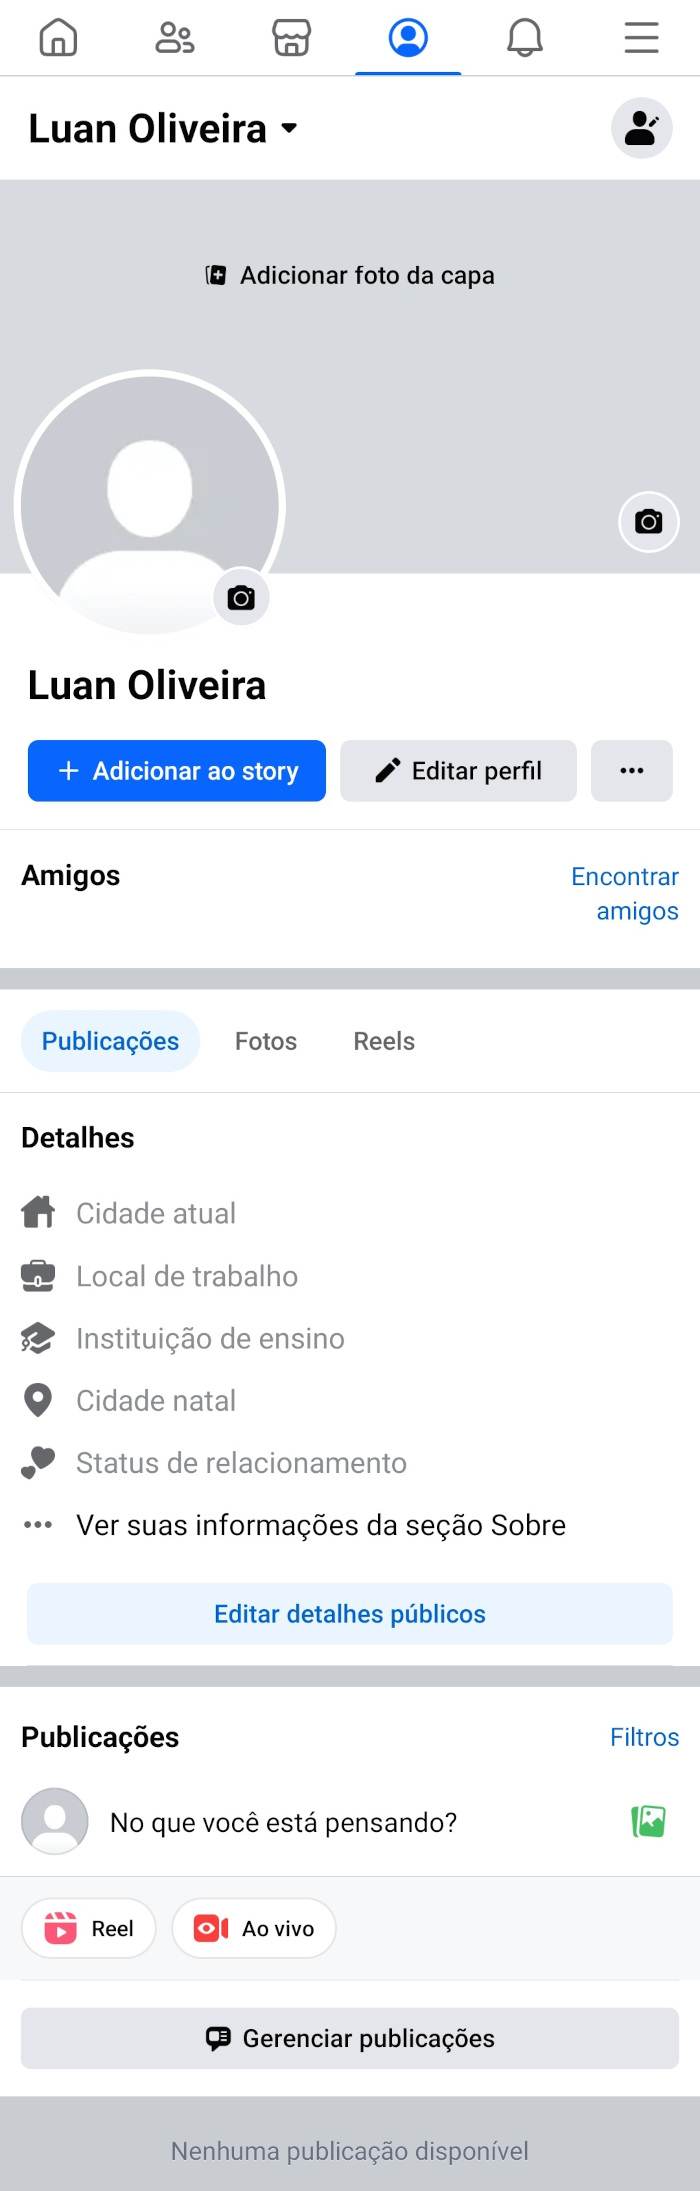 Luan Oliveira
Adicionar foto da capa
Luan Oliveira
+ Adicionar ao story
Editar perfil
Amigos
Encontrar
amigos
Publicações
Fotos
Reels
Detalhes
Cidade atual
Local de trabalho
Instituição de ensino
Cidade natal
Status de relacionamento
Ver suas informações da seção Sobre
Editar detalhes públicos
Publicações
Filtros
No que você está pensando?
Reel
Ao vivo
Gerenciar publicações
Nenhuma publicação disponível